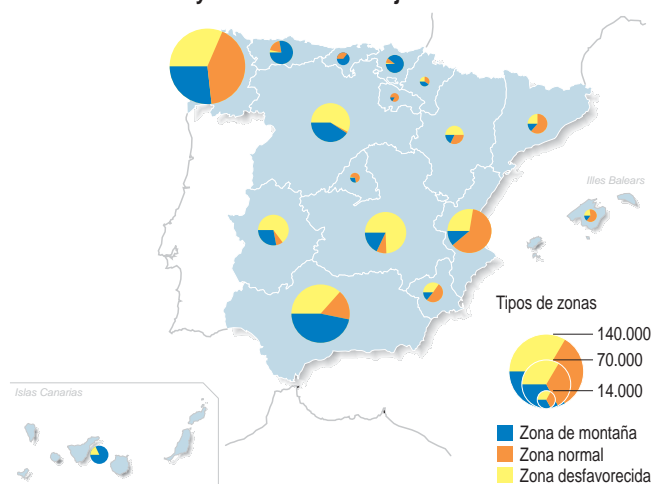 Illes Balears
Tipos de zonas
140.000
70.000
14.000
Islas Canarias
Zona de montaña
Zona normal
Zona desfavorecida